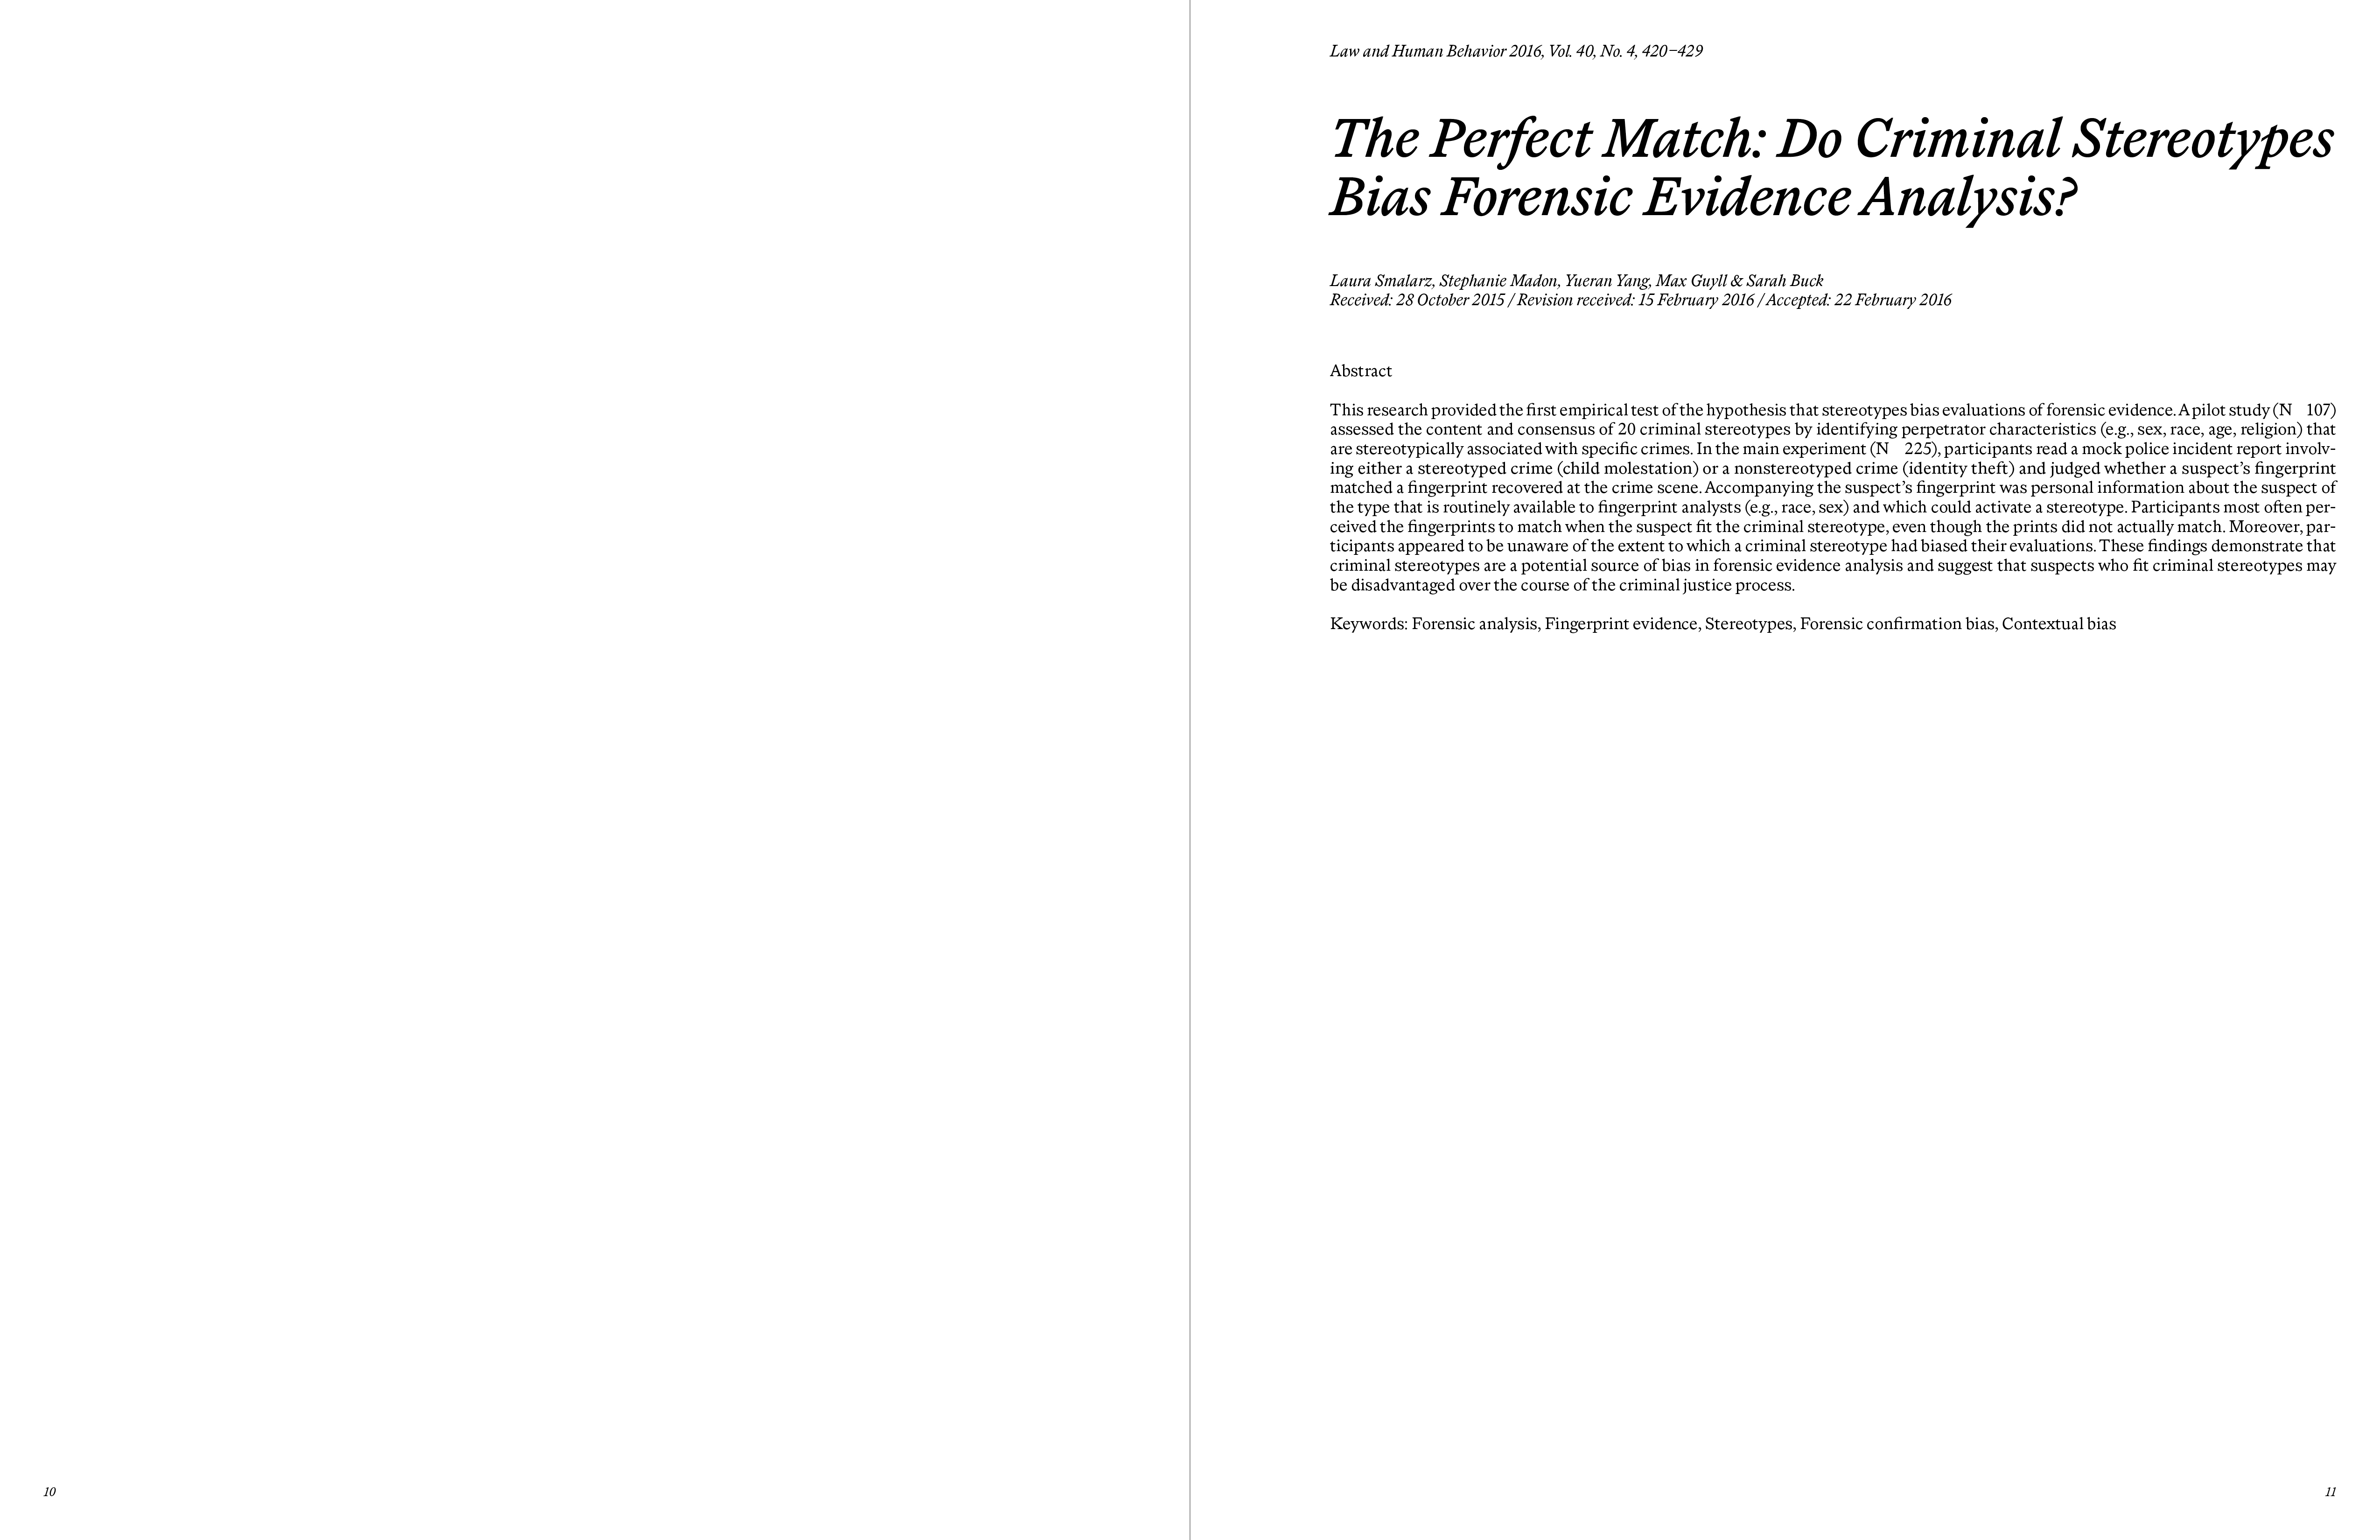 Law and Human Behavior 2016, Vol. 40, No. 4, 420–429
The Perfect Match: Do Criminal Stereotypes
Bias Forensic Evidence Analysis?
Laura Smalarz, Stephanie Madon, Yueran Yang, Max Guyll & Sarah Buck
Received: 28 October 2015 / Revision received: 15 February 2016 / Accepted: 22 February 2016
Abstract
This research provided the first empirical test of the hypothesis that stereotypes bias evaluations of forensic evidence. A pilot study (N 107)
assessed the content and consensus of 20 criminal stereotypes by identifying perpetrator characteristics (e.g., sex, race, age, religion) that
are stereotypically associated with specific crimes. In the main experiment (N 225), participants read a mock police incident report involv-
ing either a stereotyped crime (child molestation) or a nonstereotyped crime (identity theft) and judged whether a suspect’s fingerprint
matched a fingerprint recovered at the crime scene. Accompanying the suspect’s fingerprint was personal information about the suspect of
the type that is routinely available to fingerprint analysts (e.g., race, sex) and which could activate a stereotype. Participants most often per-
ceived the fingerprints to match when the suspect fit the criminal stereotype, even though the prints did not actually match. Moreover, par-
ticipants appeared to be unaware of the extent to which a criminal stereotype had biased their evaluations. These findings demonstrate that
criminal stereotypes are a potential source of bias in forensic evidence analysis and suggest that suspects who fit criminal stereotypes may
be disadvantaged over the course of the criminal justice process.
Keywords: Forensic analysis, Fingerprint evidence, Stereotypes, Forensic confirmation bias, Contextual bias
10
11